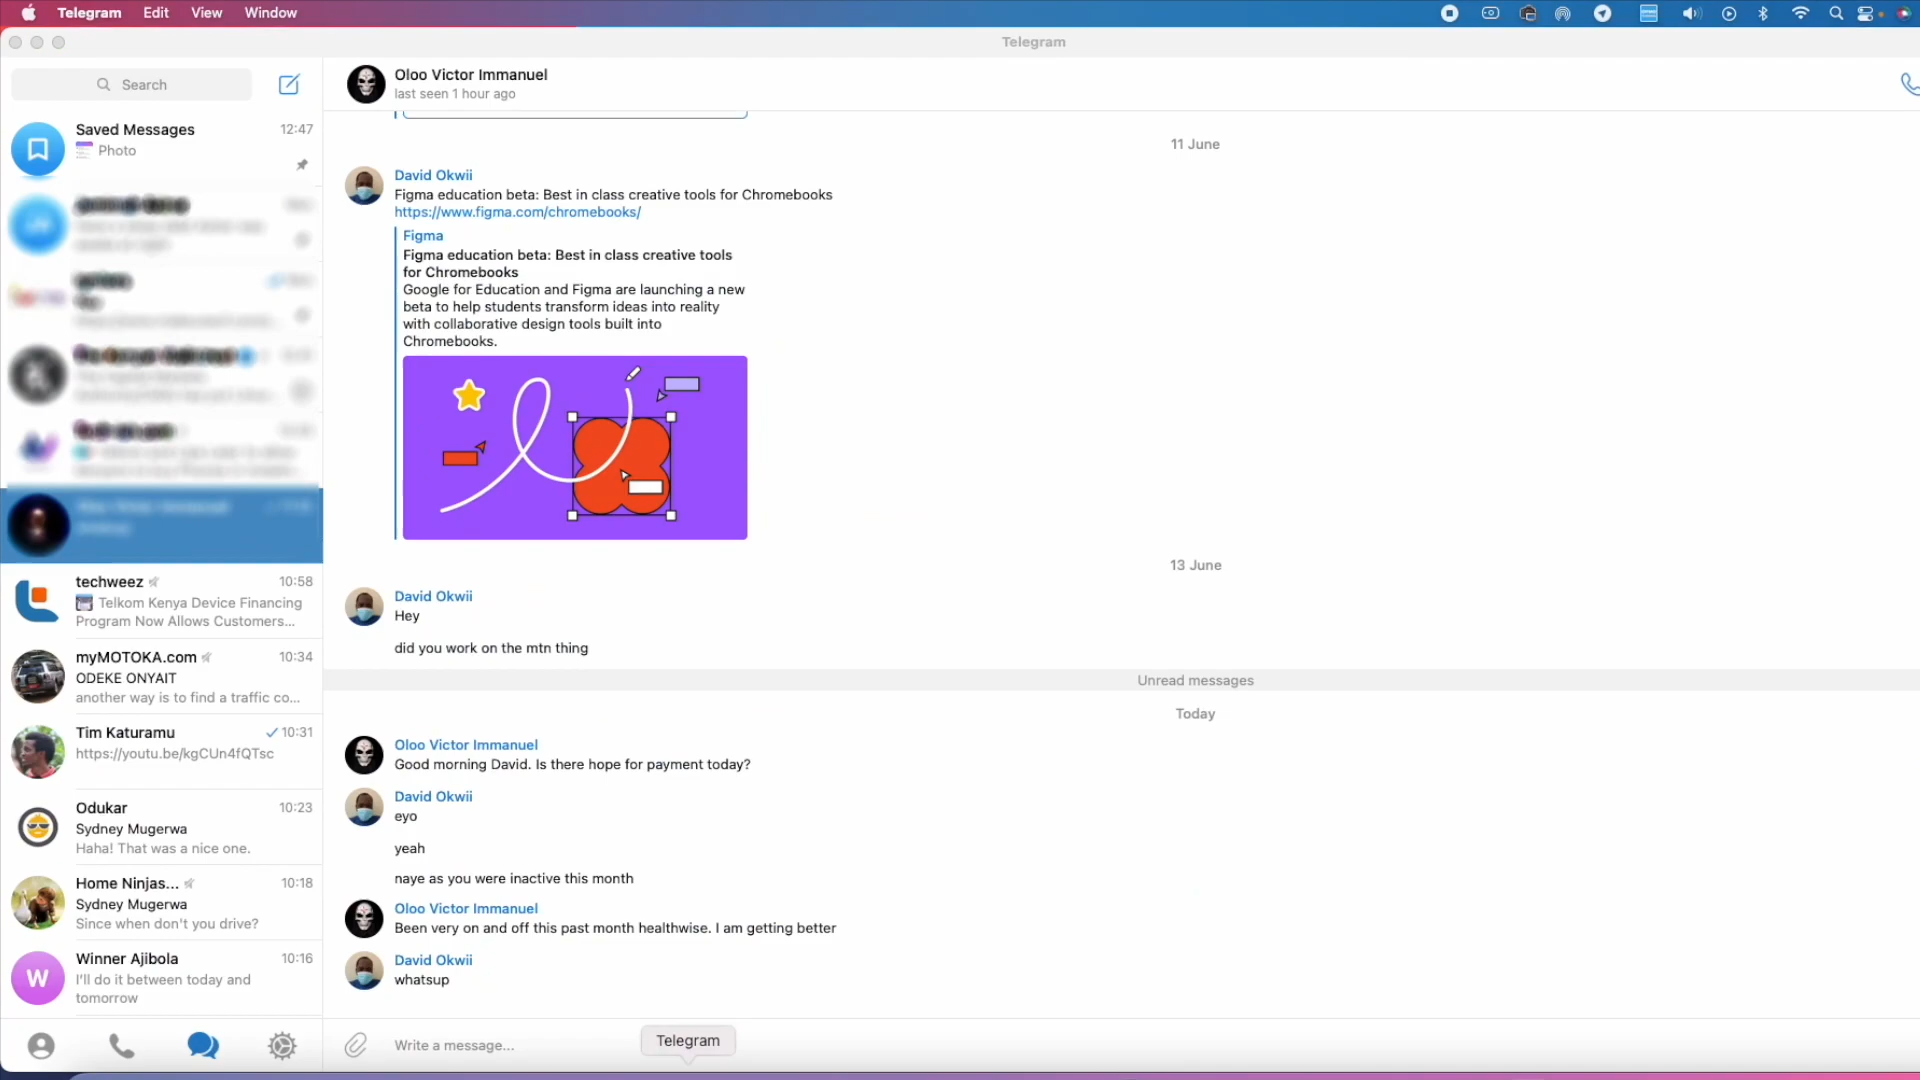 Telegram Edit View Window
Telegram
Search
Saved Messages 12:47
Photo
techweez 10:58
Telkom Kenya Device Financing
Program Now Allows Customers...
myMOTOKA.com 10:34
ODEKE ONYAIT
another way is to find a traffic co...
Tim Katuramu 10:31
https://youtu.be/kgCUn4fQTsc
Odukar 10:23
Sydney Mugerwa
Haha! That was a nice one.
Home Ninjas... 10:18
Sydney Mugerwa
Since when don't you drive?
W
Winner Ajibola 10:16
I'll do it between today and
tomorrow
Oloo Victor Immanuel
last seen 1 hour ago
11 June
David Okwii
Figma education beta: Best in class creative tools for Chromebooks
https://www.figma.com/chromebooks/
Figma
Figma education beta: Best in class creative tools
for Chromebooks
Google for Education and Figma are launching a new
beta to help students transform ideas into reality
with collaborative design tools built into
Chromebooks.
13 June
David Okwii
Hey
did you work on the mtn thing
Unread messages
Today
Oloo Victor Immanuel
Good morning David. Is there hope for payment today?
David Okwii
eyo
yeah
naye as you were inactive this month
Oloo Victor Immanuel
Been very on and off this past month healthwise. I am getting better
David Okwii
whatsup
Write a message...
Telegram